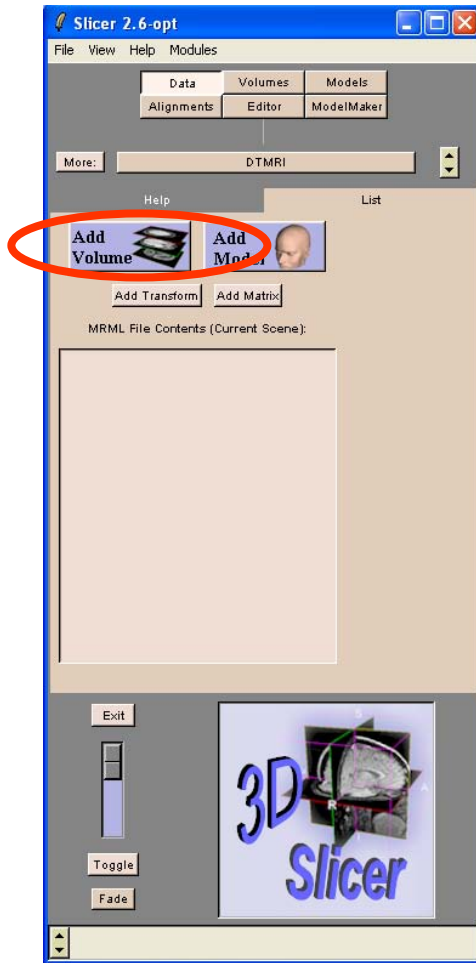 Slicer 2.6-opt
File View Help Modules
Data Volumes Models
Alignments Editor ModelMaker
More: DTMRI
Help List
Add Volume
Add Model
Add Transform Add Matrix
MRML File Contents (Current Scene):
Exit
Toggle
Fade
S
A
R
I
3D
Slicer